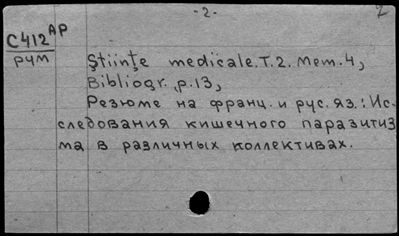 -2.-
2
С412 АР
рум
Ştiinţe medicale.T.2. Mem.4,
Bibliogr.,p.13,
Резюме на франц. и рус. яз.: Ис-
следования кишечного паразитиз
ма в различных коллективах.